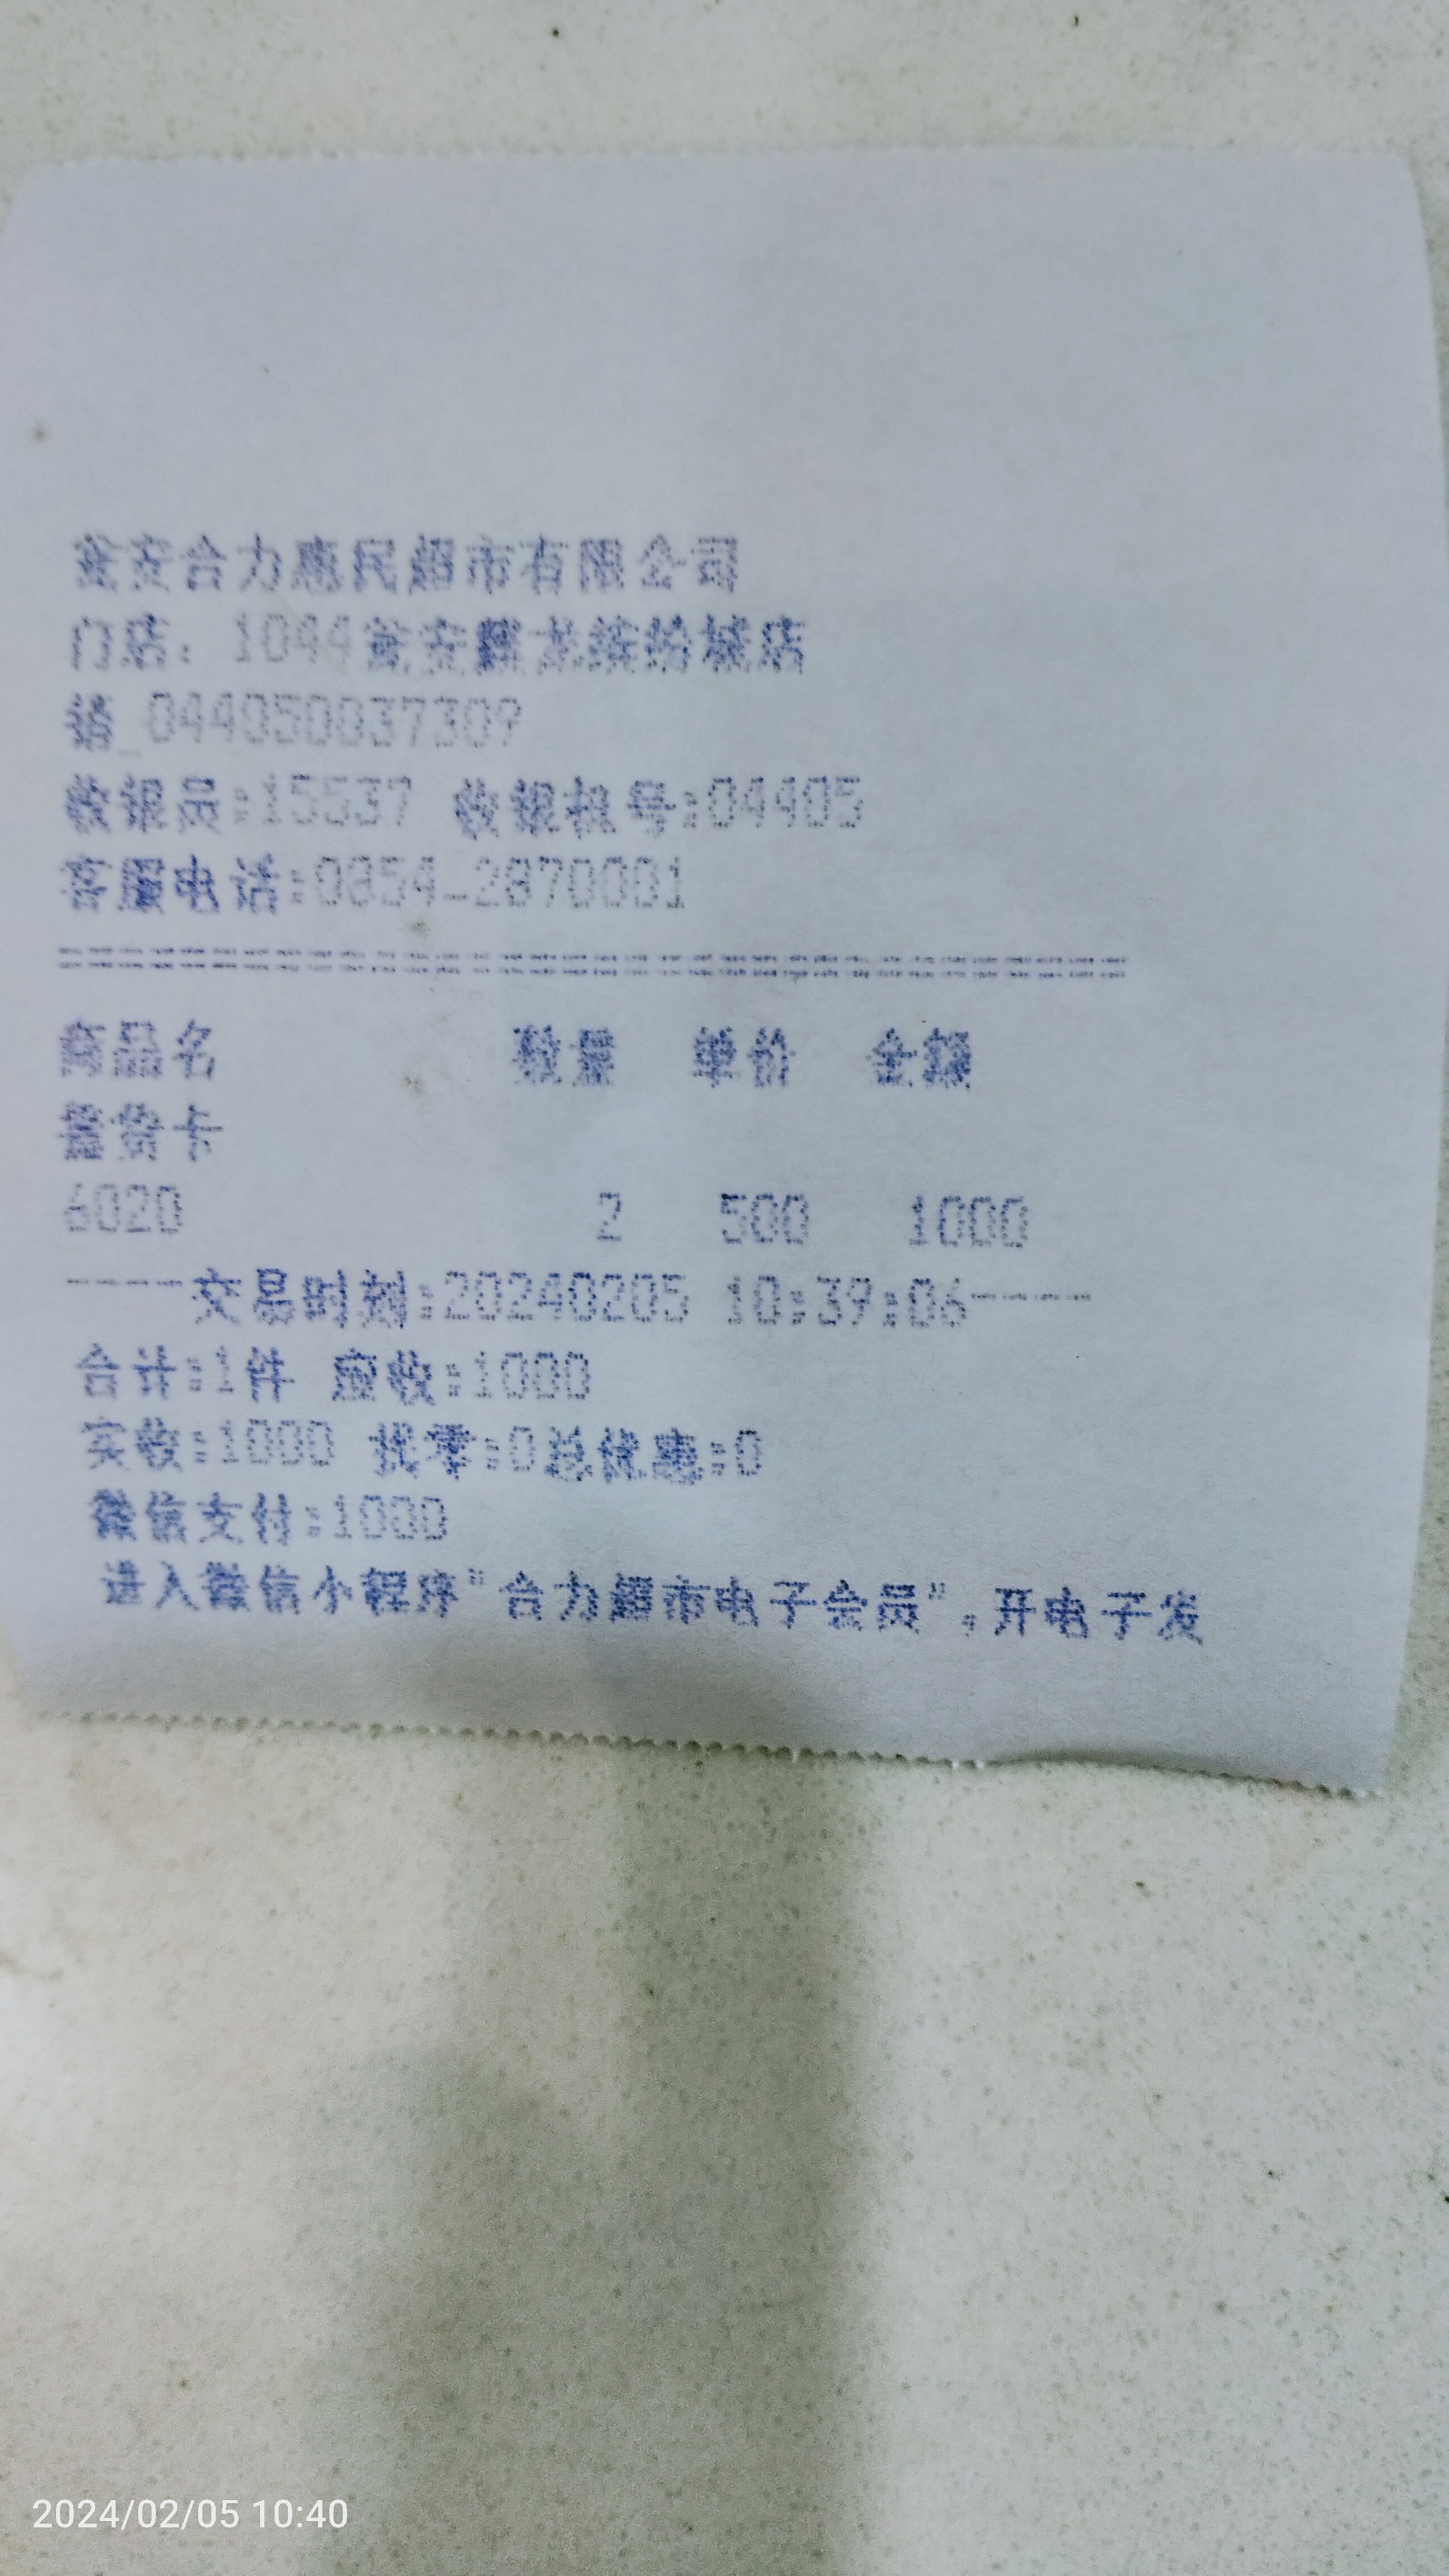 瓮安合力惠民超市有限公司
门店: 1044瓮安麒龙缤纷城店
络_044050037309
收银员:15537 收银机号:04405
客服电话:0854-2870001
商品名 数量 单价 金额
储价卡
6020 2 500 1000
----交易时刻:20240205 10:39:06----
合计:1件 应收:1000
实收:1000 找零:0总优惠:0
微信支付:1000
进入微信小程序"合力超市电子会员",开电子发
2024/02/05 10:40